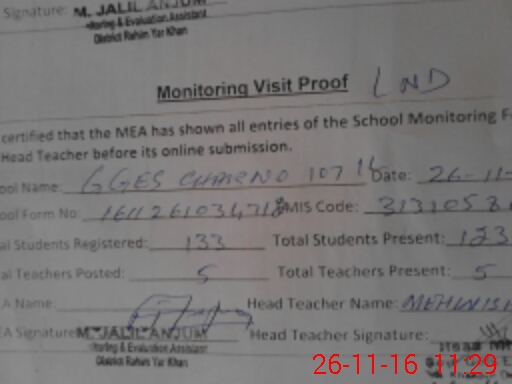 Signature: M. JALIL ANJUM
Monitoring & Evaluation Assistant
District Rahim Yar Khan
Monitoring Visit Proof LND
certified that the MEA has shown all entries of the School Monitoring F
Head Teacher before its online submission.
ool Name: GGES CHAK NO 107 Date: 26-11-
ool Form No: MIS Code: 3131058
al Students Registered: 133 Total Students Present: 123
al Teachers Posted: 5 Total Teachers Present: 5
A Name: Head Teacher Name:
EA Signature M. JALIL ANJUM Head Teacher Signature:
Monitoring & Evaluation Assistant
District Rahim Yar Khan
26-11-16 11:29